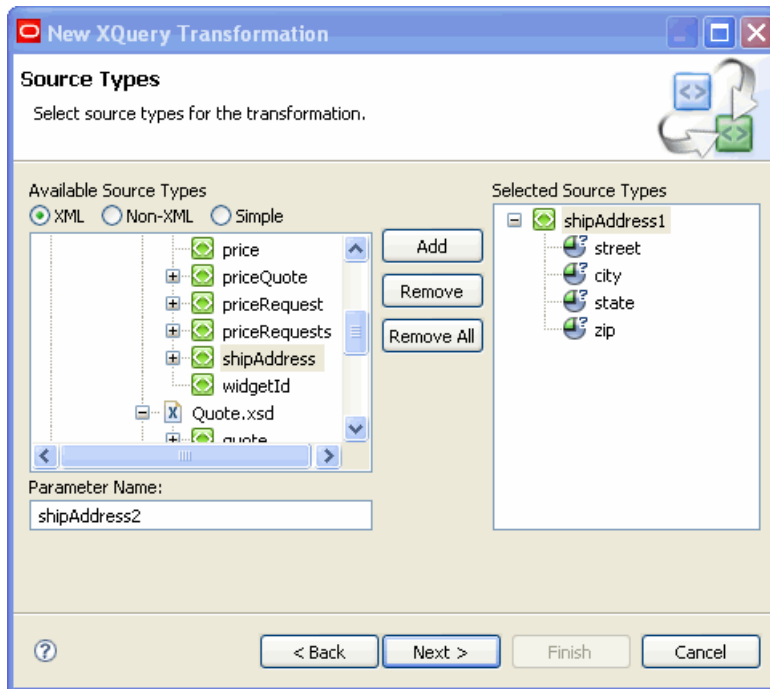 New XQuery Transformation
Source Types
Select source types for the transformation.
Available Source Types
XML Non-XML Simple
price
priceQuote
priceRequest
priceRequests
shipAddress
widgetId
Quote.xsd
quote
Parameter Name:
shipAddress2
Add
Remove
Remove All
Selected Source Types
shipAddress1
street
city
state
zip
< Back Next > Finish Cancel